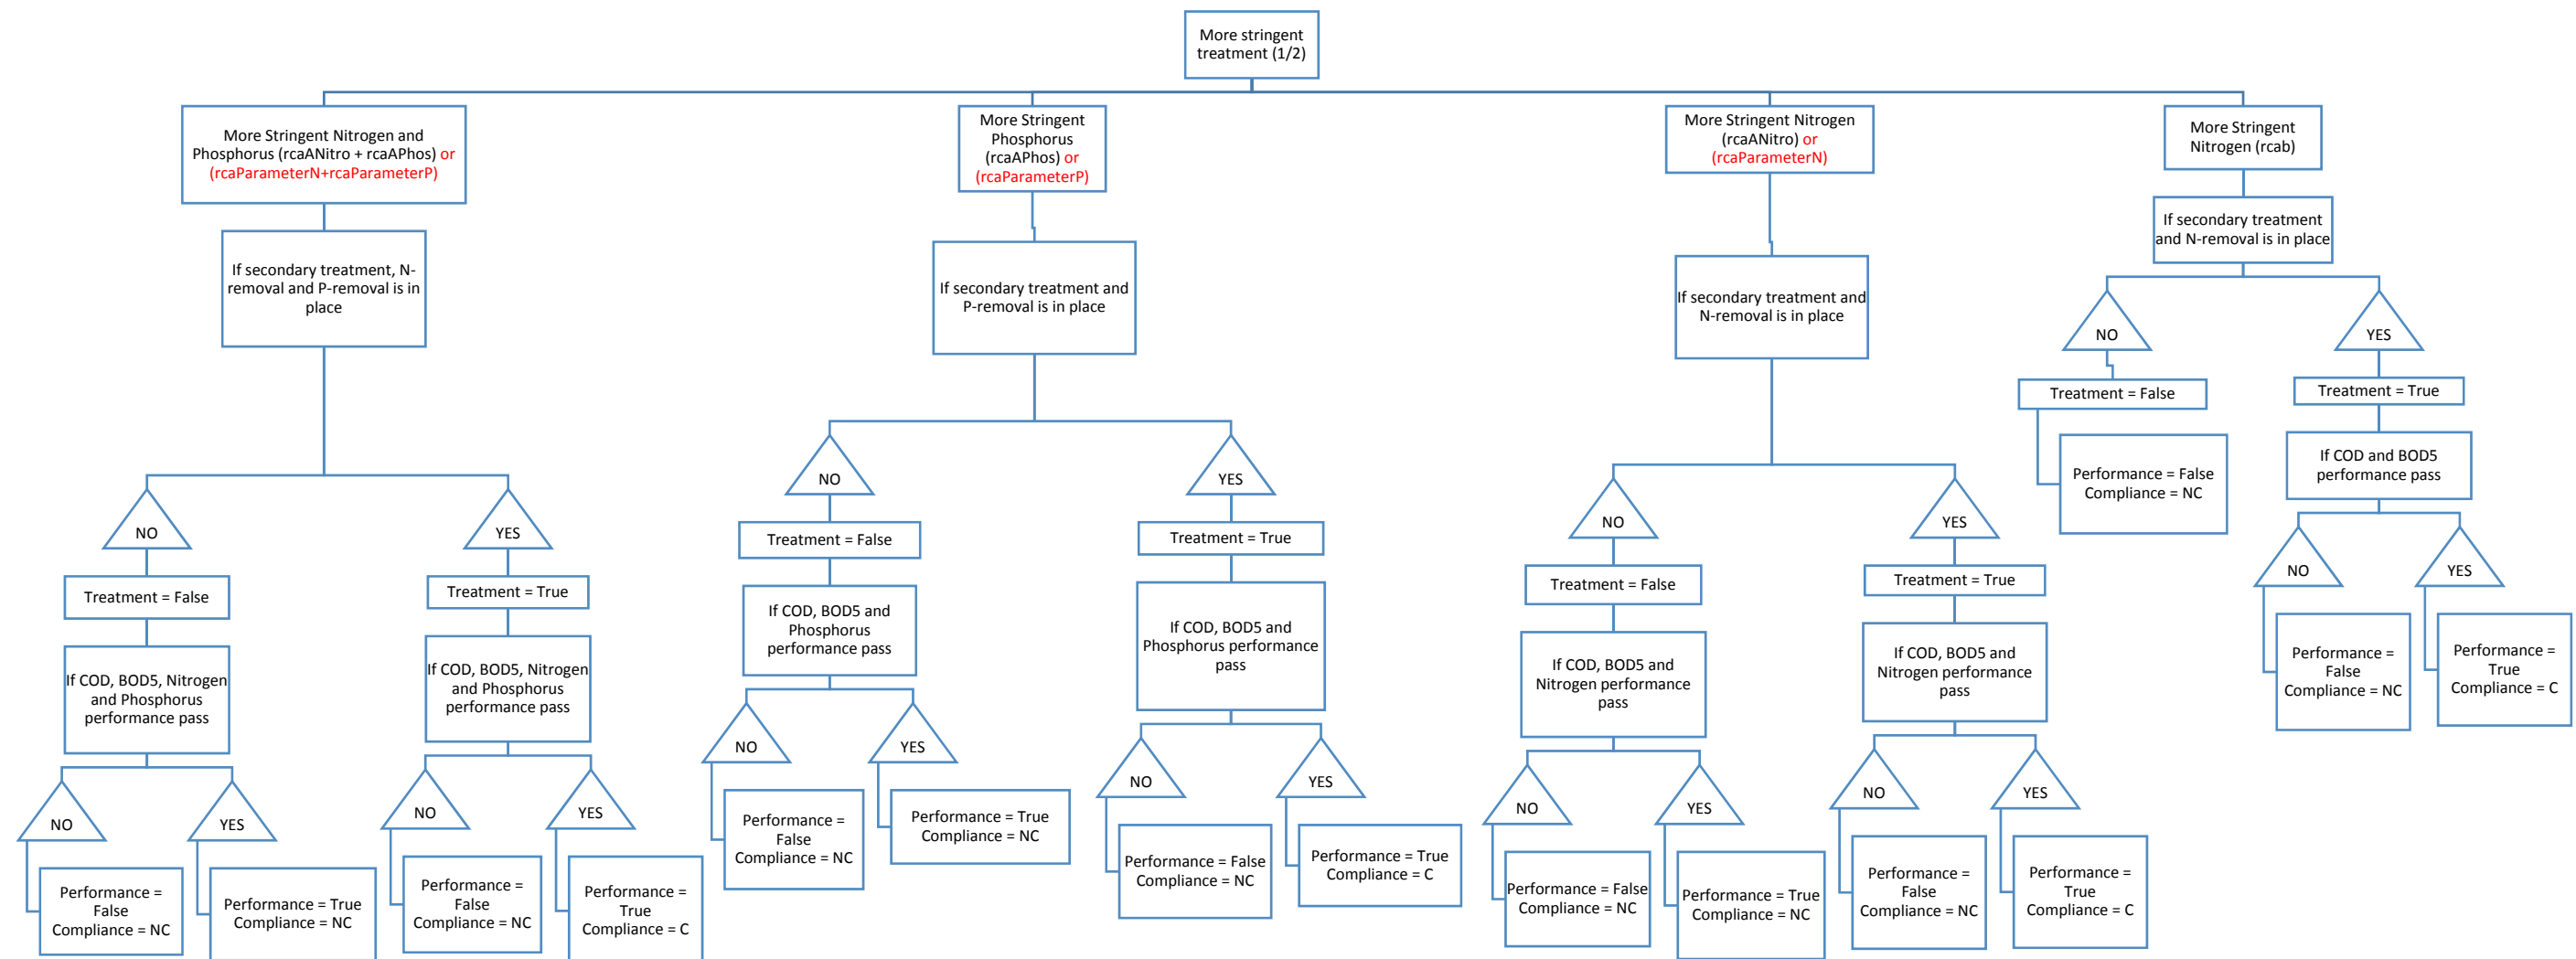 More stringent
treatment (1/2)
More Stringent Nitrogen and
Phosphorus (rcaANitro + rcaAPhos) or
(rcaParameterN+rcaParameterP)
If secondary treatment, N-
removal and P-removal is in
place
NO
Treatment = False
If COD, BOD5, Nitrogen
and Phosphorus
performance pass
NO
Performance =
False
Compliance = NC
YES
Performance = True
Compliance = NC
YES
Treatment = True
If COD, BOD5, Nitrogen
and Phosphorus
performance pass
NO
Performance =
False
Compliance = NC
YES
Performance =
True
Compliance = C
More Stringent
Phosphorus
(rcaAPhos) or
(rcaParameterP)
If secondary treatment and
P-removal is in place
NO
Treatment = False
If COD, BOD5 and
Phosphorus
performance pass
NO
Performance =
False
Compliance = NC
YES
Performance = True
Compliance = NC
YES
Treatment = True
If COD, BOD5 and
Phosphorus performance
pass
NO
Performance = False
Compliance = NC
YES
Performance = True
Compliance = C
More Stringent Nitrogen
(rcaANitro) or
(rcaParameterN)
If secondary treatment and
N-removal is in place
NO
Treatment = False
If COD, BOD5 and
Nitrogen performance
pass
NO
Performance = False
Compliance = NC
YES
Performance = True
Compliance = NC
YES
Treatment = True
If COD, BOD5 and
Nitrogen performance
pass
NO
Performance =
False
Compliance = NC
YES
Performance =
True
Compliance = C
More Stringent
Nitrogen (rcab)
If secondary treatment
and N-removal is in place
NO
Treatment = False
Performance = False
Compliance = NC
YES
Treatment = True
If COD and BOD5
performance pass
NO
Performance =
False
Compliance = NC
YES
Performance =
True
Compliance = C